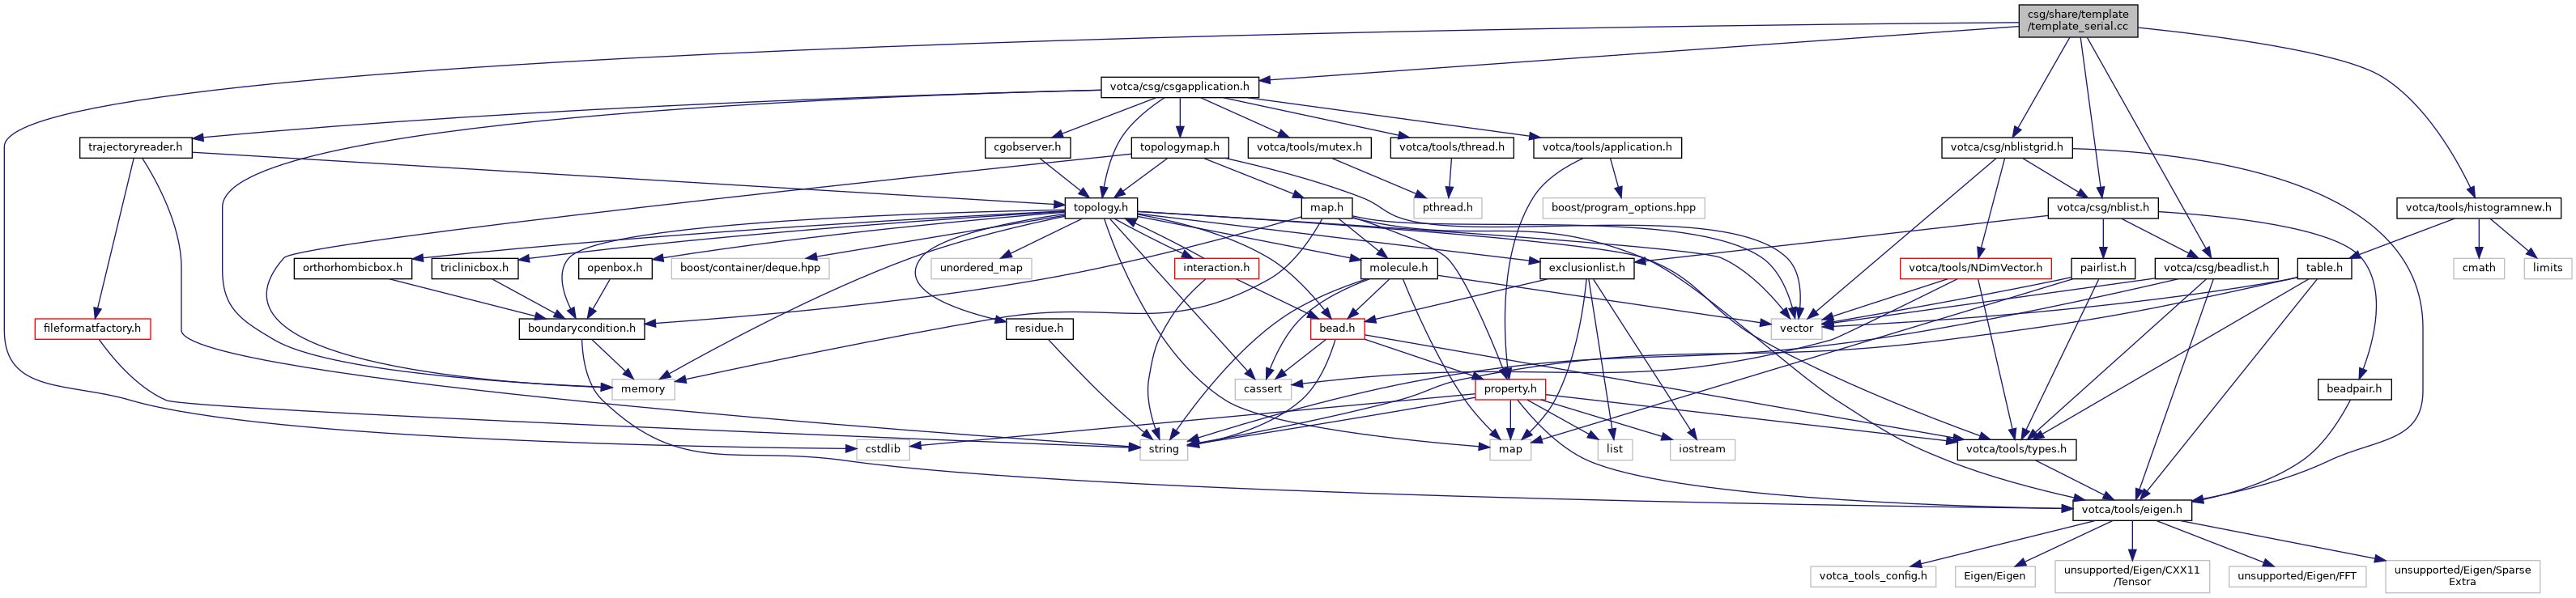 csg/share/template
/template_serial.cc
votca/csg/csgapplication.h
trajectoryreader.h
cgobserver.h
topologymap.h
votca/tools/mutex.h
votca/tools/thread.h
votca/tools/application.h
votca/csg/nblistgrid.h
topology.h
map.h
pthread.h
boost/program_options.hpp
votca/csg/nblist.h
votca/tools/histogramnew.h
orthorhombicbox.h
triclinicbox.h
openbox.h
boost/container/deque.hpp
unordered_map
interaction.h
molecule.h
exclusionlist.h
votca/tools/NDimVector.h
pairlist.h
votca/csg/beadlist.h
table.h
cmath
limits
fileformatfactory.h
boundarycondition.h
residue.h
bead.h
vector
memory
cassert
property.h
beadpair.h
cstdlib
string
map
list
iostream
votca/tools/types.h
votca/tools/eigen.h
votca_tools_config.h
Eigen/Eigen
unsupported/Eigen/CXX11
/Tensor
unsupported/Eigen/FFT
unsupported/Eigen/Sparse
Extra